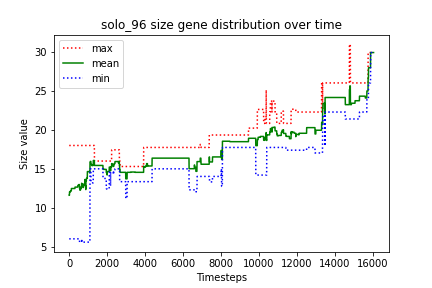 solo_96 size gene distribution over time
max
mean
min
Size value
30
25
20
15
10
5
0 2000 4000 6000 8000 10000 12000 14000 16000
Timesteps